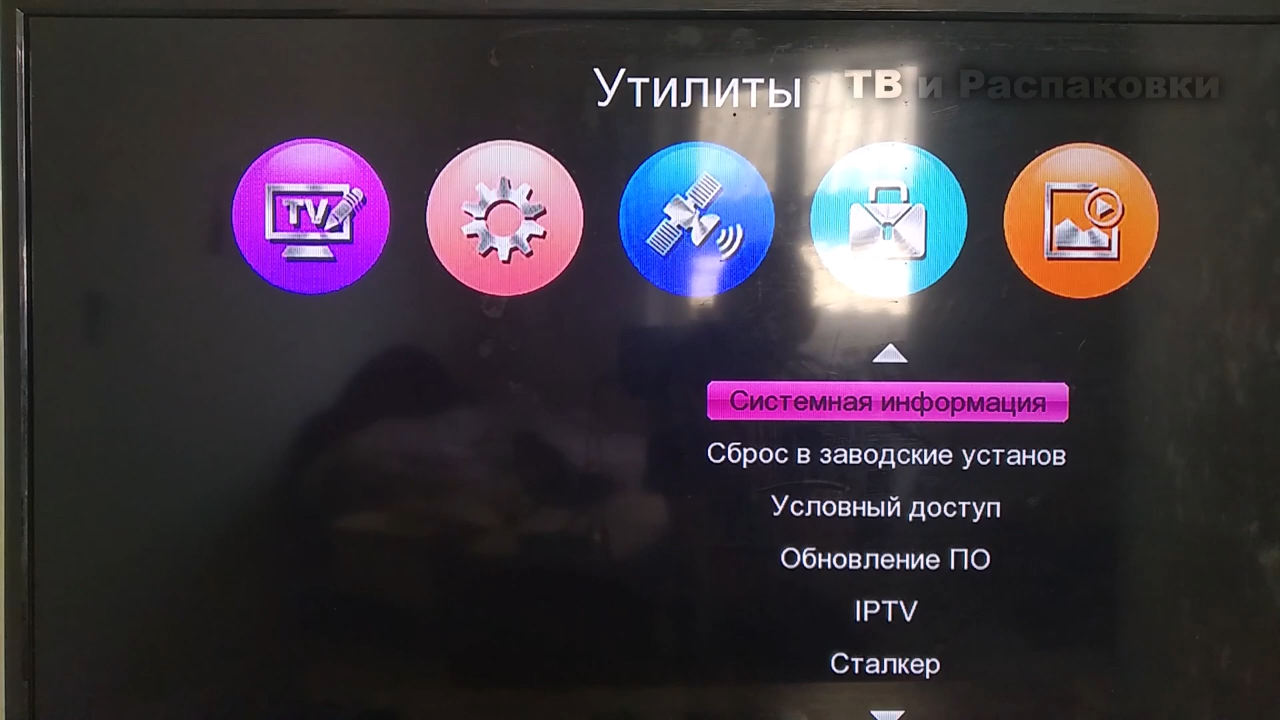 Утилиты
ТВ и Распаковки
TV
Системная информация
Сброс в заводские установ
Условный доступ
Обновление ПО
IPTV
Сталкер